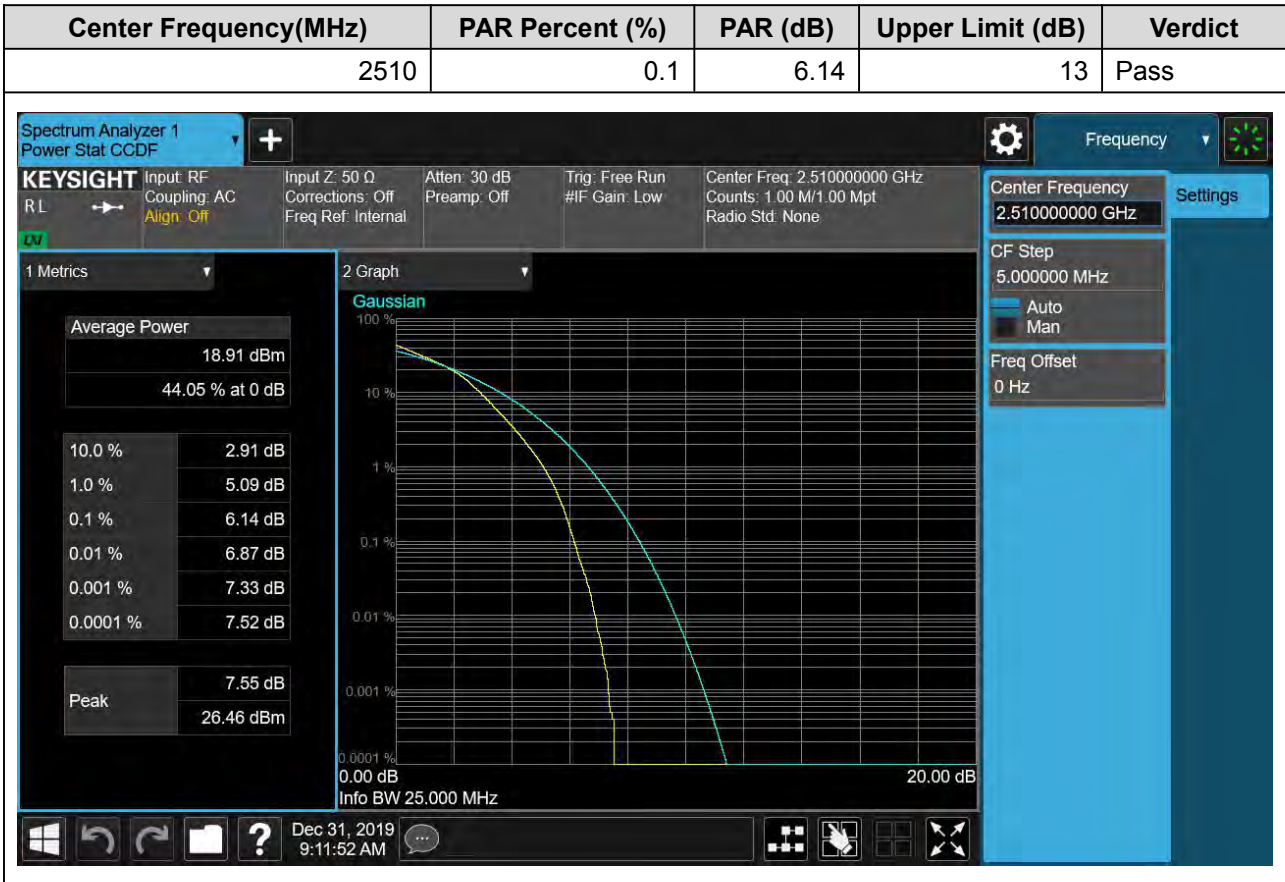 Center Frequency(MHz) PAR Percent (%) PAR (dB) Upper Limit (dB) Verdict
2510 0.1 6.14 13 Pass
Spectrum Analyzer 1
Power Stat CCDF
Frequency
KEYSIGHT
R L
Input: RF
Coupling: AC
Align: Off
Input Z: 50 Ω
Corrections: Off
Freq Ref: Internal
Atten: 30 dB
Preamp: Off
Trig: Free Run
#IF Gain: Low
Center Freq: 2.510000000 GHz
Counts: 1.00 M/1.00 Mpt
Radio Std: None
Center Frequency
2.510000000 GHz
Settings
CF Step
5.000000 MHz
Auto
Man
Freq Offset
0 Hz
1 Metrics
Average Power
18.91 dBm
44.05 % at 0 dB
10.0 % 2.91 dB
1.0 % 5.09 dB
0.1 % 6.14 dB
0.01 % 6.87 dB
0.001 % 7.33 dB
0.0001 % 7.52 dB
Peak
7.55 dB
26.46 dBm
2 Graph
Gaussian
100 %
10 %
1 %
0.1 %
0.01 %
0.001 %
0.0001 %
0.00 dB 20.00 dB
Info BW 25.000 MHz
?
Dec 31, 2019
9:11:52 AM